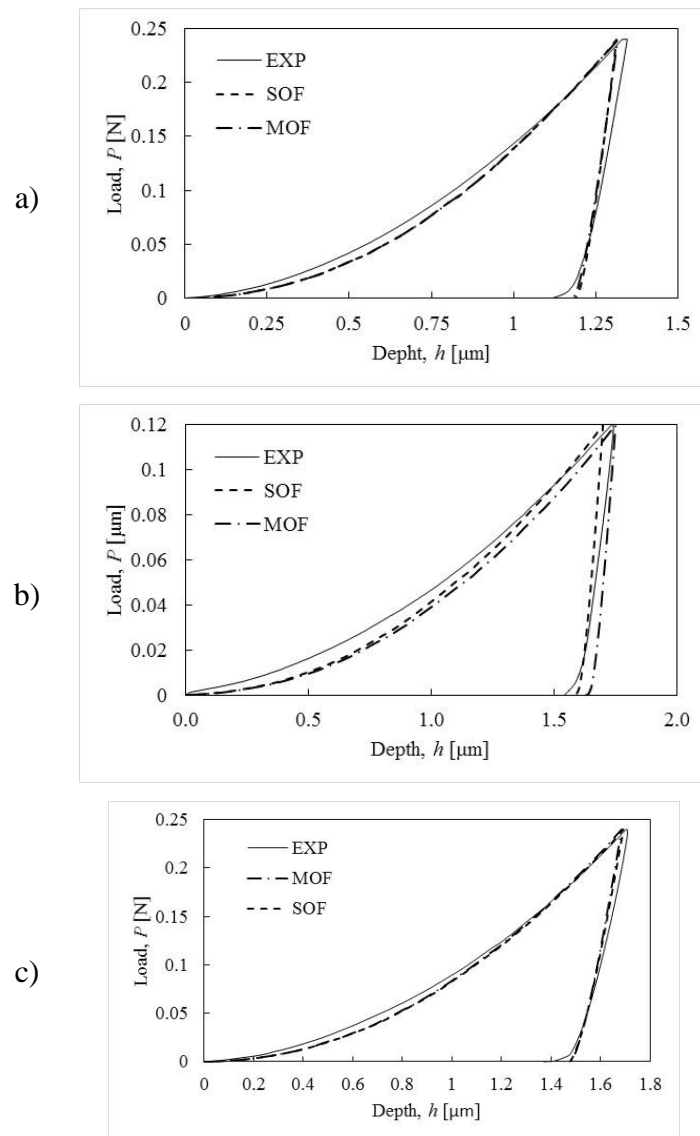 a)
0.25
0.2
0.15
0.1
0.05
0
Load, P [N]
EXP
SOF
MOF
0 0.25 0.5 0.75 1 1.25 1.5
Depht, h [μm]
b)
0.12
0.1
0.08
0.06
0.04
0.02
0
Load, P [μm]
EXP
SOF
MOF
0.0 0.5 1.0 1.5 2.0
Depth, h [μm]
c)
0.25
0.2
0.15
0.1
0.05
0
Load, P [N]
EXP
MOF
SOF
0 0.2 0.4 0.6 0.8 1 1.2 1.4 1.6 1.8
Depth, h [μm]